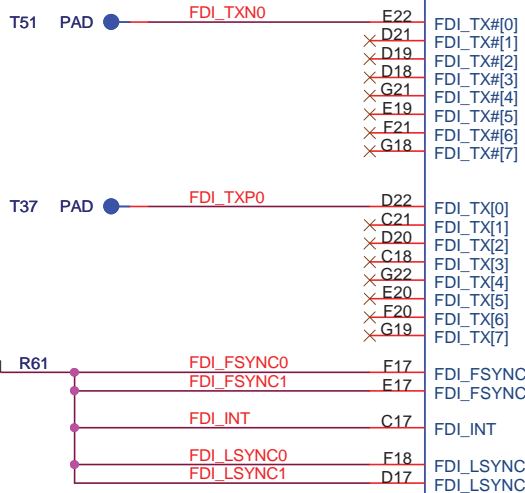 T51 PAD FDI_TXN0 E22 FDI_TX#[0]
D21 FDI_TX#[1]
D19 FDI_TX#[2]
D18 FDI_TX#[3]
G21 FDI_TX#[4]
E19 FDI_TX#[5]
F21 FDI_TX#[6]
G18 FDI_TX#[7]
T37 PAD FDI_TXP0 D22 FDI_TX[0]
C21 FDI_TX[1]
D20 FDI_TX[2]
C18 FDI_TX[3]
G22 FDI_TX[4]
E20 FDI_TX[5]
F20 FDI_TX[6]
G19 FDI_TX[7]
R61 FDI_FSYNC0 F17 FDI_FSYNC
FDI_FSYNC1 E17 FDI_FSYNC
FDI_INT C17 FDI_INT
FDI_LSYNC0 F18 FDI_LSYNC
FDI_LSYNC1 D17 FDI_LSYNC